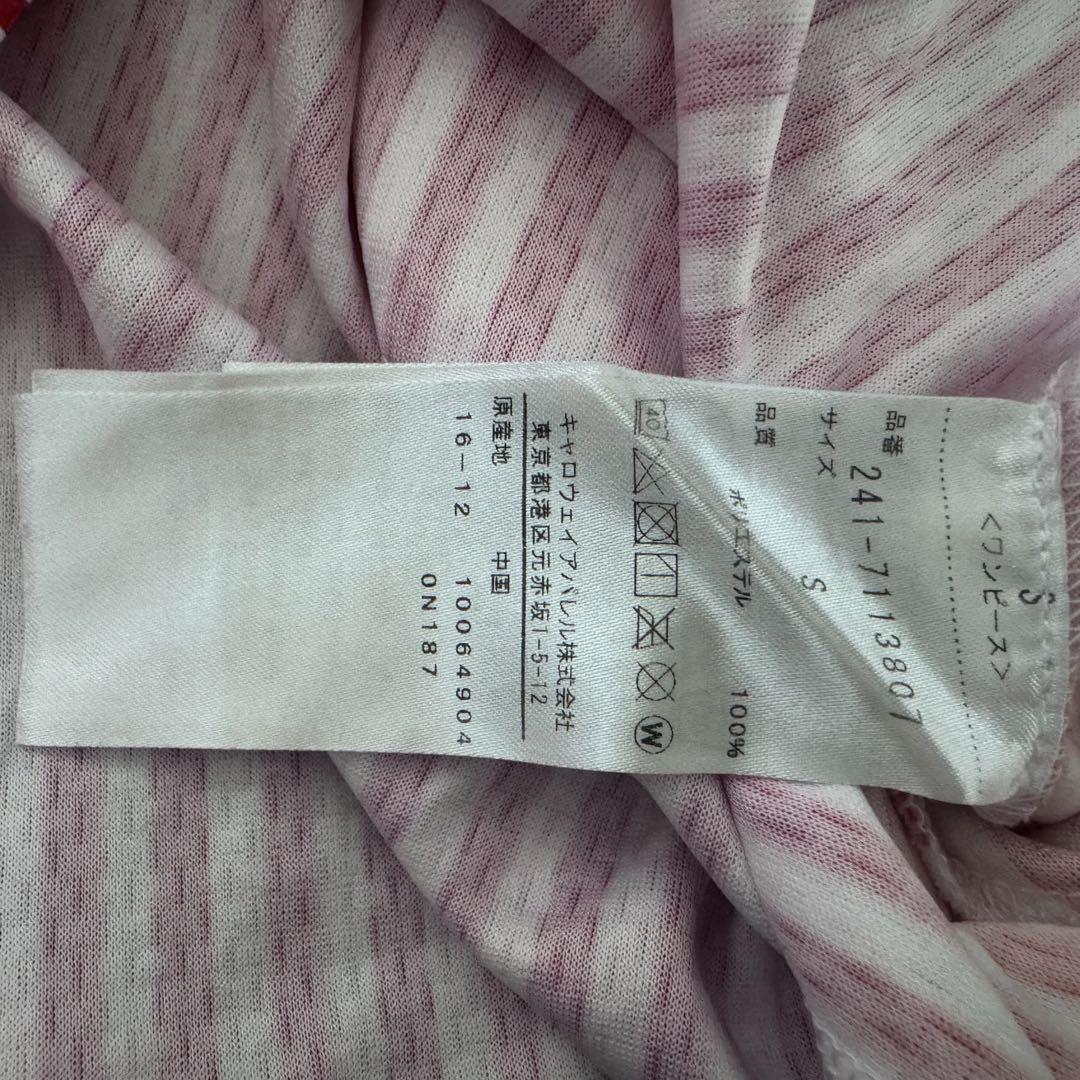 S
<ワンピース>
品番 241-7113807
サイズ S
品質
ポリエステル 100%
40
W
キャロウェイアパレル株式会社
東京都港区元赤坂1-5-12
原産地 中国
16-12 10064904
0N187